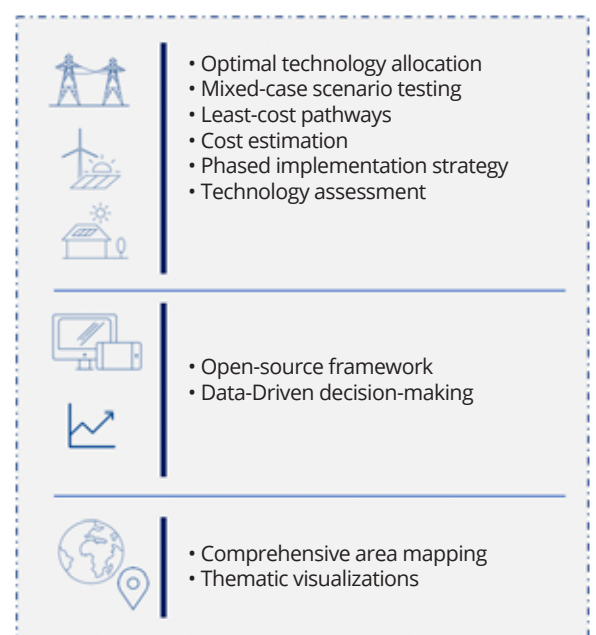 • Optimal technology allocation
• Mixed-case scenario testing
• Least-cost pathways
• Cost estimation
• Phased implementation strategy
• Technology assessment
• Open-source framework
• Data-Driven decision-making
• Comprehensive area mapping
• Thematic visualizations